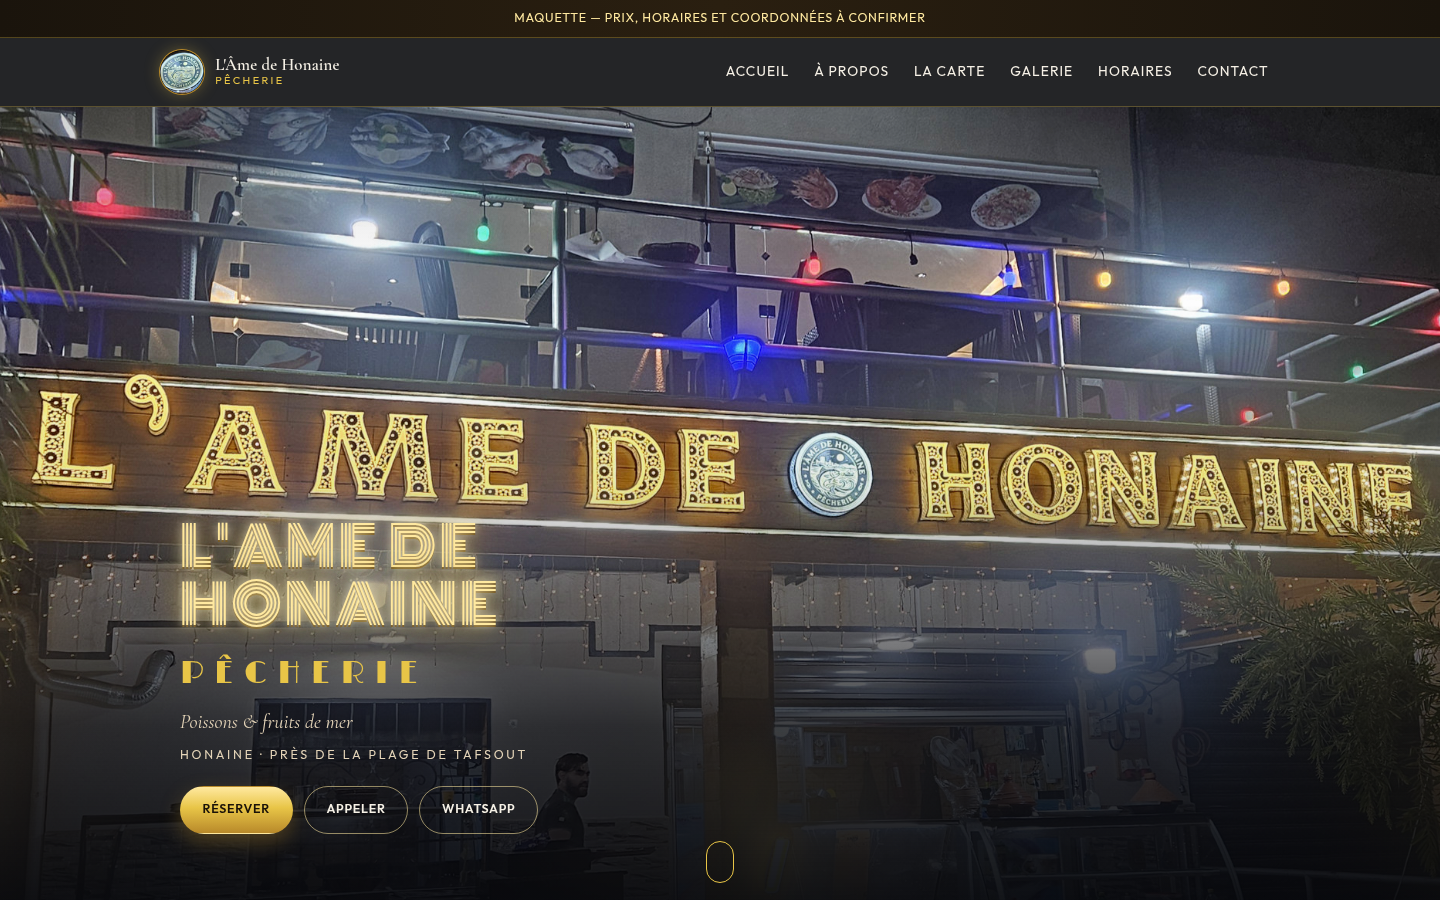 MAQUETTE — PRIX, HORAIRES ET COORDONNÉES À CONFIRMER
L'Âme de Honaine
PÊCHERIE
ACCUEIL
À PROPOS
LA CARTE
GALERIE
HORAIRES
CONTACT
L'AME DE HONAINE
L'ÂME DE HONAINE
PÊCHERIE
L'AME DE
HONAINE
PÊCHERIE
Poissons & fruits de mer
HONAINE · PRÈS DE LA PLAGE DE TAFSOUT
RÉSERVER
APPELER
WHATSAPP